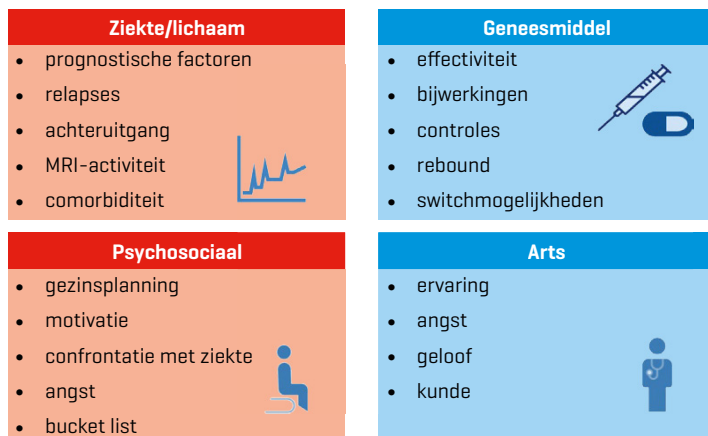 Ziekte/lichaam
• prognostische factoren
• relapses
• achteruitgang
• MRI-activiteit
• comorbiditeit
Geneesmiddel
• effectiviteit
• bijwerkingen
• controles
• rebound
• switchmogelijkheden
Psychosociaal
• gezinsplanning
• motivatie
• confrontatie met ziekte
• angst
• bucket list
Arts
• ervaring
• angst
• geloof
• kunde